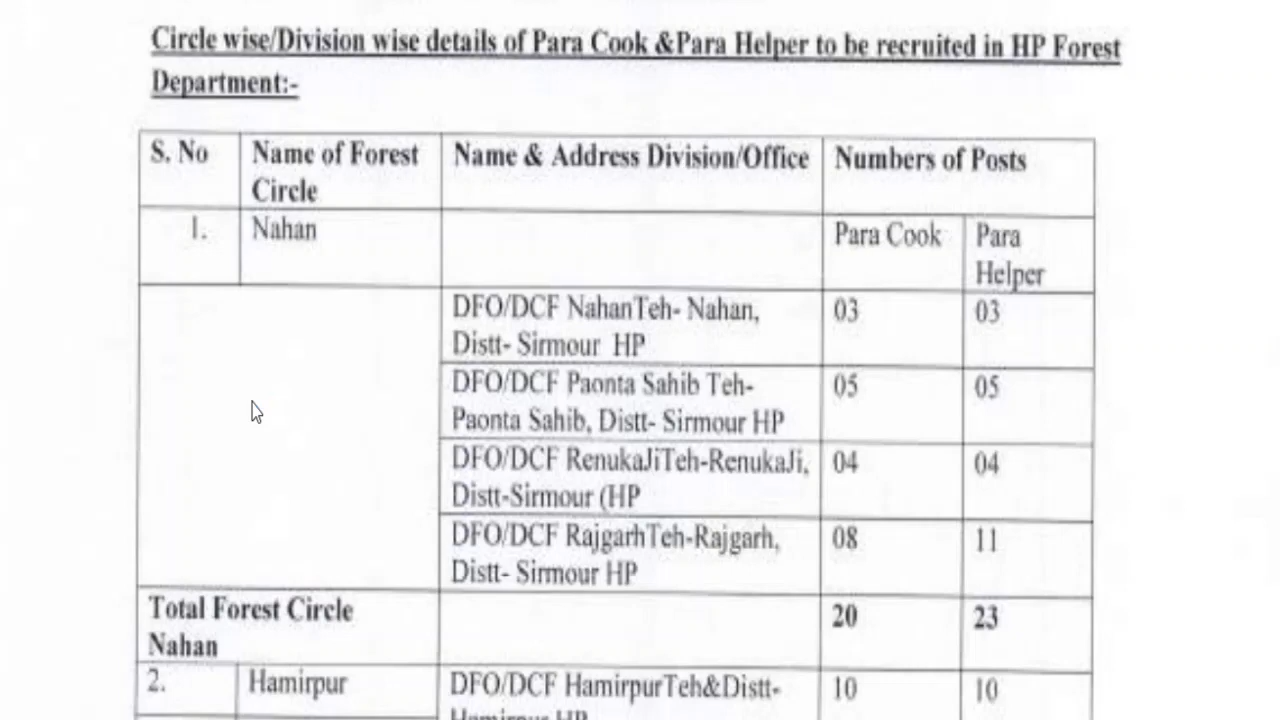 Circle wise/Division wise details of Para Cook &Para Helper to be recruited in HP Forest
Department:-
S. No
Name of Forest
Circle
Name & Address Division/Office
Numbers of Posts
1.
Nahan
Para Cook
Para
Helper
DFO/DCF NahanTeh- Nahan,
Distt- Sirmour HP
03
03
DFO/DCF Paonta Sahib Teh-
Paonta Sahib, Distt- Sirmour HP
05
05
DFO/DCF RenukaJiTeh-RenukaJi,
Distt-Sirmour (HP
04
04
DFO/DCF RajgarhTeh-Rajgarh,
Distt- Sirmour HP
08
11
Total Forest Circle
Nahan
20
23
2.
Hamirpur
DFO/DCF HamirpurTeh&Distt-
Hamirpur HP
10
10